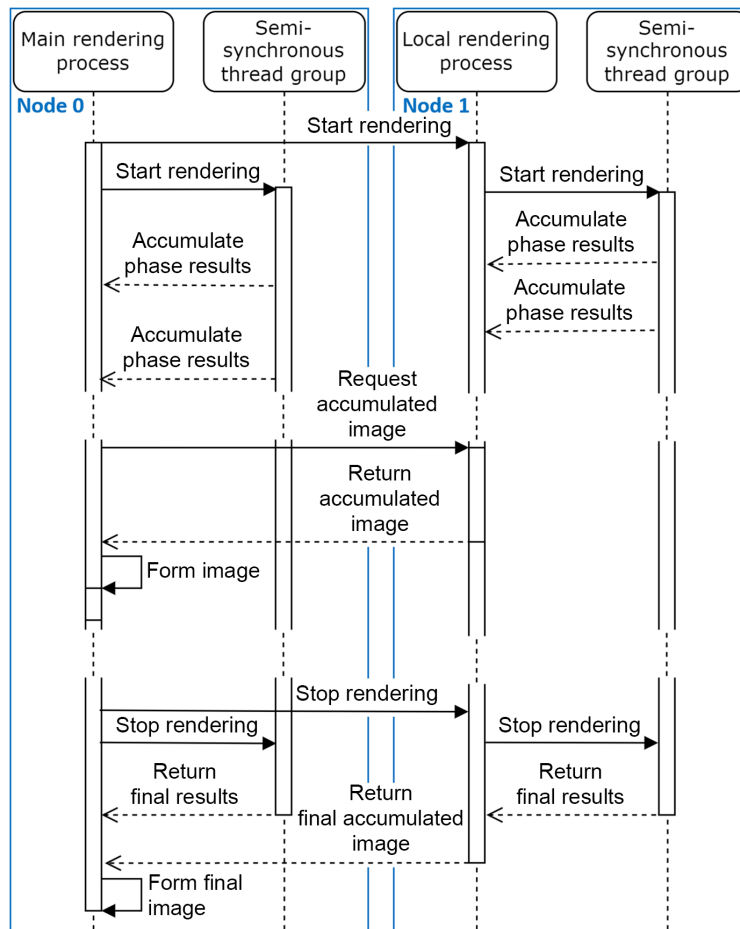 Main rendering
process
Semi-
synchronous
thread group
Local rendering
process
Semi-
synchronous
thread group
Node 0
Node 1
Start rendering
Start rendering
Start rendering
Accumulate
phase results
Accumulate
phase results
Accumulate
phase results
Accumulate
phase results
Request
accumulated
image
Return
accumulated
image
Form image
Stop rendering
Stop rendering
Stop rendering
Return
final results
Return
final accumulated
image
Return
final results
Form final
image